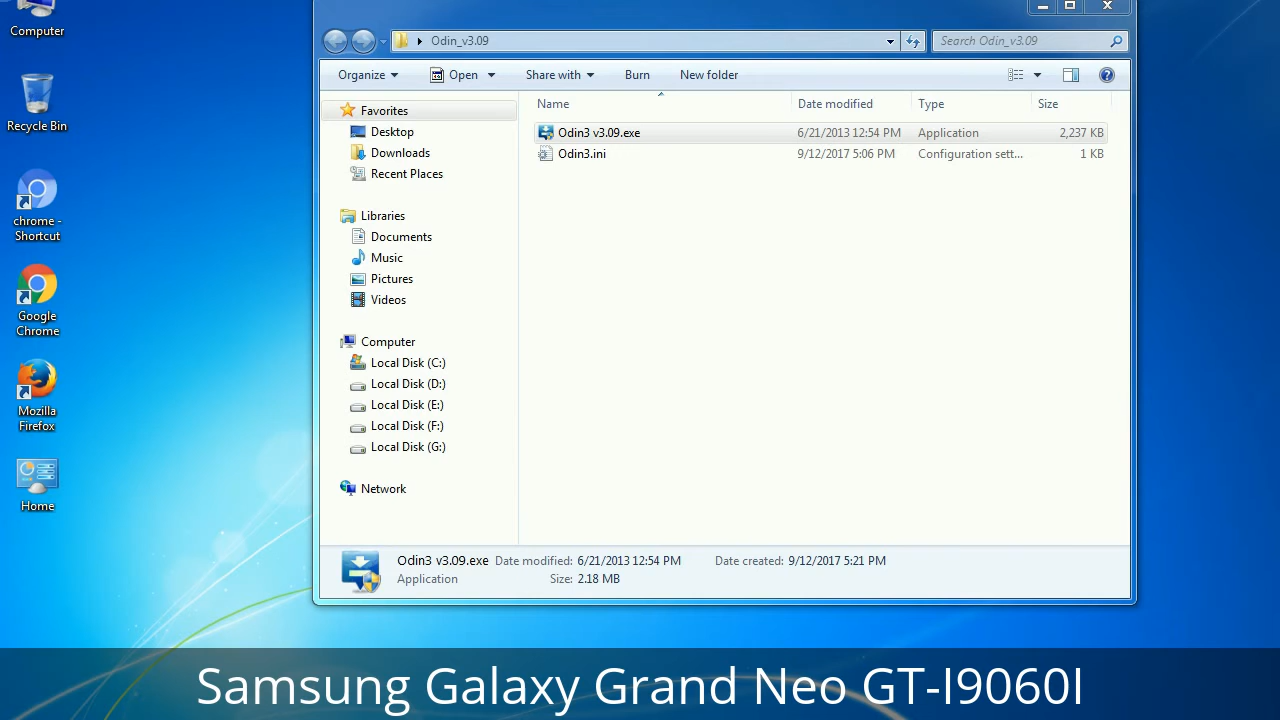 Computer
Recycle Bin
chrome -
Shortcut
Google
Chrome
Mozilla
Firefox
Home
Odin_v3.09
Search Odin_v3.09
Organize
Open
Share with
Burn
New folder
Favorites
Desktop
Downloads
Recent Places
Libraries
Documents
Music
Pictures
Videos
Computer
Local Disk (C:)
Local Disk (D:)
Local Disk (E:)
Local Disk (F:)
Local Disk (G:)
Network
Name Date modified Type Size
Odin3 v3.09.exe 6/21/2013 12:54 PM Application 2,237 KB
Odin3.ini 9/12/2017 5:06 PM Configuration sett... 1 KB
Odin3 v3.09.exe Date modified: 6/21/2013 12:54 PM Date created: 9/12/2017 5:21 PM
Application Size: 2.18 MB
Samsung Galaxy Grand Neo GT-I9060I